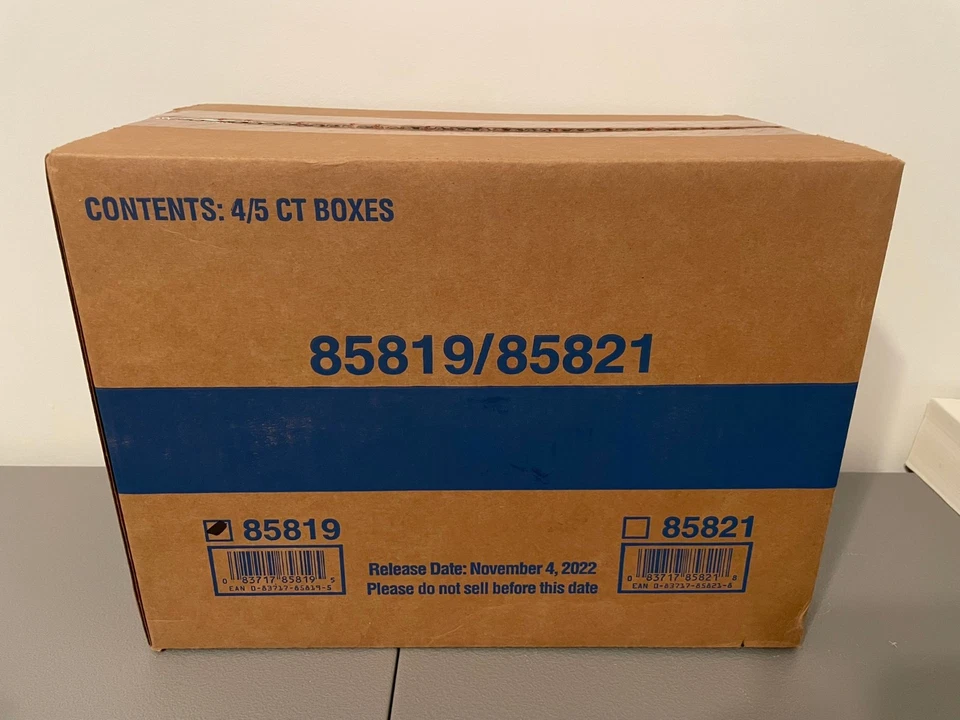 CONTENTS: 4/5 CT BOXES
85819/85821
85819
85821
0 83717 85819 5
EAN 0-83717-85819-5
Release Date: November 4, 2022
Please do not sell before this date
0 83717 85821 8
EAN 0-83717-85821-8